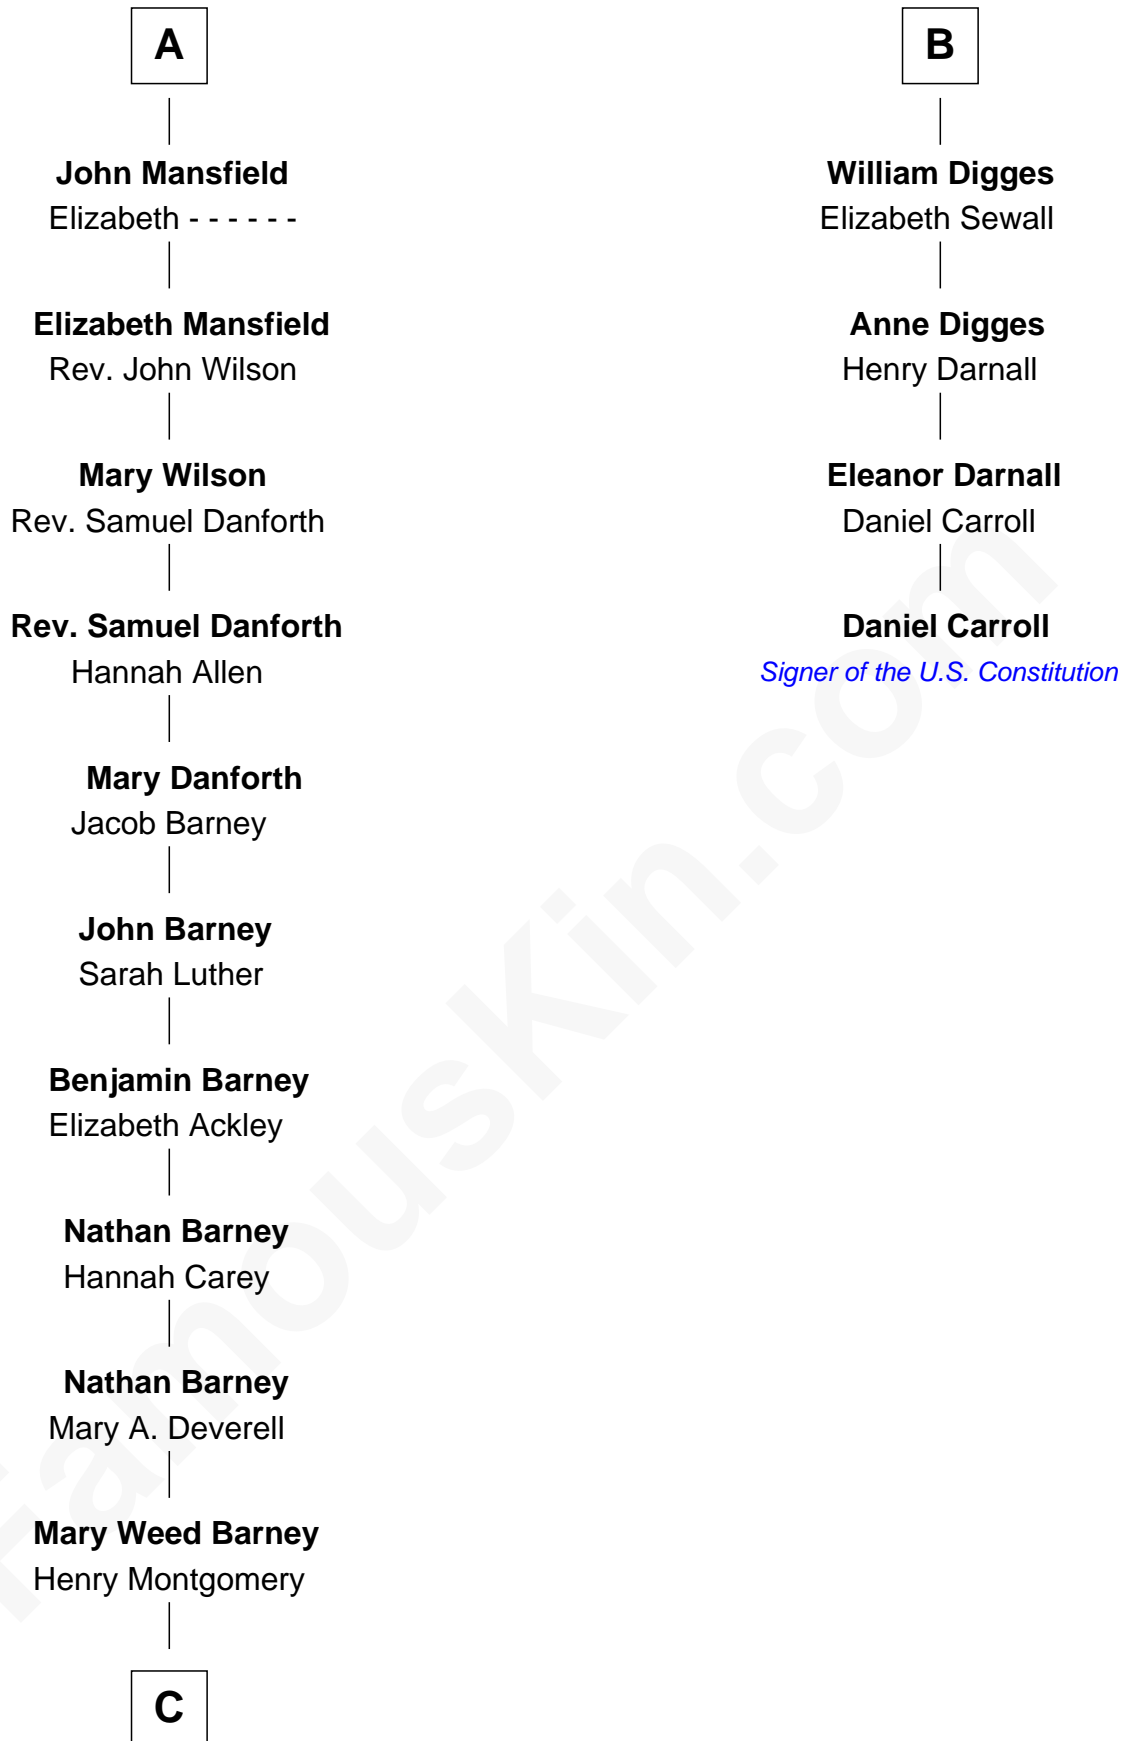 A
John Mansfield
Elizabeth - - - - - -
Elizabeth Mansfield
Rev. John Wilson
Mary Wilson
Rev. Samuel Danforth
Rev. Samuel Danforth
Hannah Allen
Mary Danforth
Jacob Barney
John Barney
Sarah Luther
Benjamin Barney
Elizabeth Ackley
Nathan Barney
Hannah Carey
Nathan Barney
Mary A. Deverell
Mary Weed Barney
Henry Montgomery
C
B
William Digges
Elizabeth Sewall
Anne Digges
Henry Darnall
Eleanor Darnall
Daniel Carroll
Daniel Carroll
Signer of the U.S. Constitution
FamousKin.com